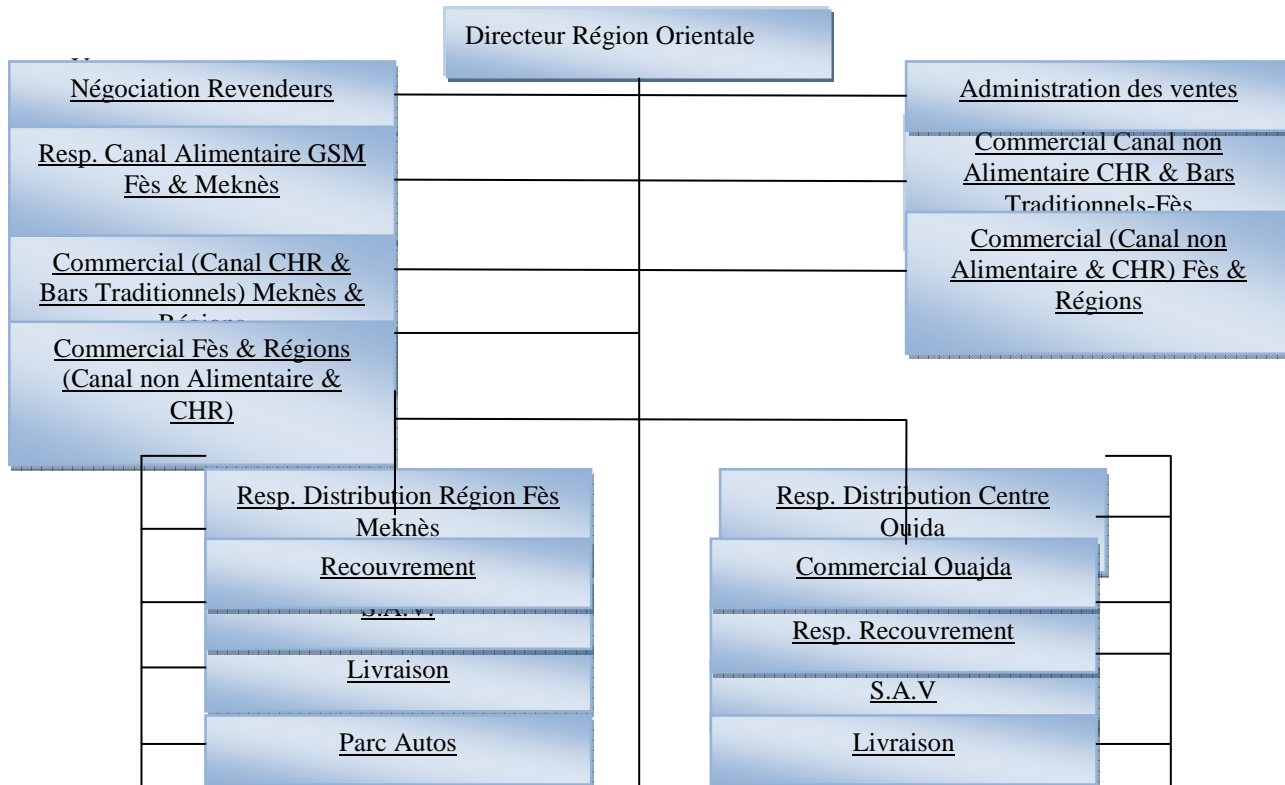 Directeur Région Orientale
Négociation Revendeurs
Administration des ventes
Resp. Canal Alimentaire GSM
Fès & Meknès
Commercial Canal non
Alimentaire CHR & Bars
Traditionnels-Fès
Commercial (Canal CHR &
Bars Traditionnels) Meknès &
Régions
Commercial (Canal non
Alimentaire & CHR) Fès &
Régions
Commercial Fès & Régions
(Canal non Alimentaire &
CHR)
Resp. Distribution Région Fès
Meknès
Recouvrement
S.A.V.
Livraison
Parc Autos
Resp. Distribution Centre
Oujda
Commercial Ouajda
Resp. Recouvrement
S.A.V
Livraison